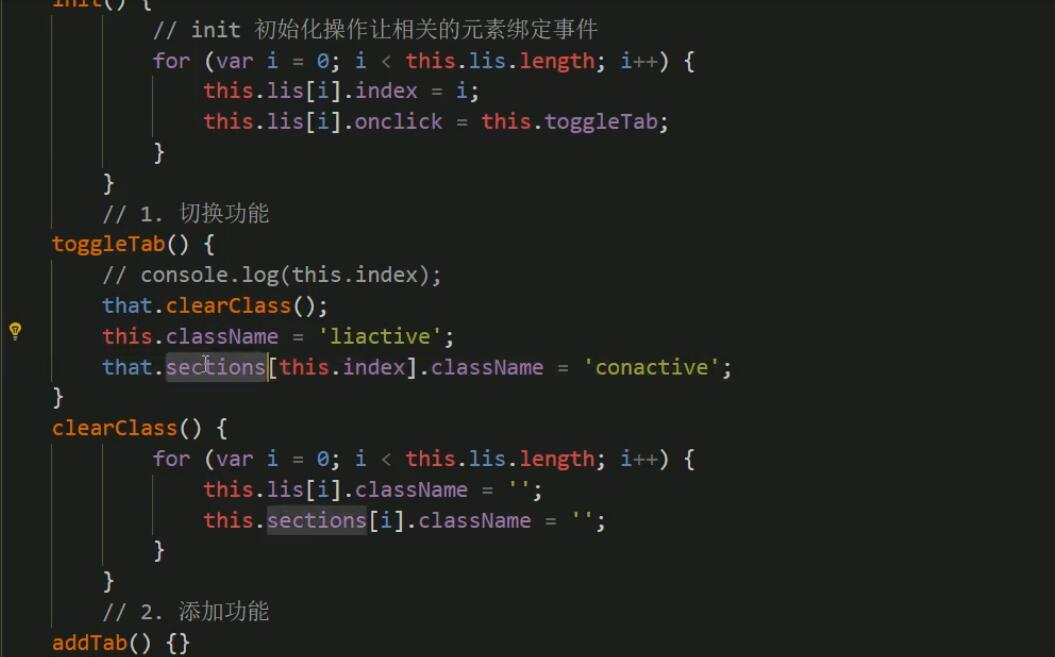 init() {
// init 初始化操作让相关的元素绑定事件
for (var i = 0; i < this.lis.length; i++) {
this.lis[i].index = i;
this.lis[i].onclick = this.toggleTab;
}
}
// 1. 切换功能
toggleTab() {
// console.log(this.index);
that.clearClass();
this.className = 'liactive';
that.sections[this.index].className = 'conactive';
}
clearClass() {
for (var i = 0; i < this.lis.length; i++) {
this.lis[i].className = '';
this.sections[i].className = '';
}
}
// 2. 添加功能
addTab() {}